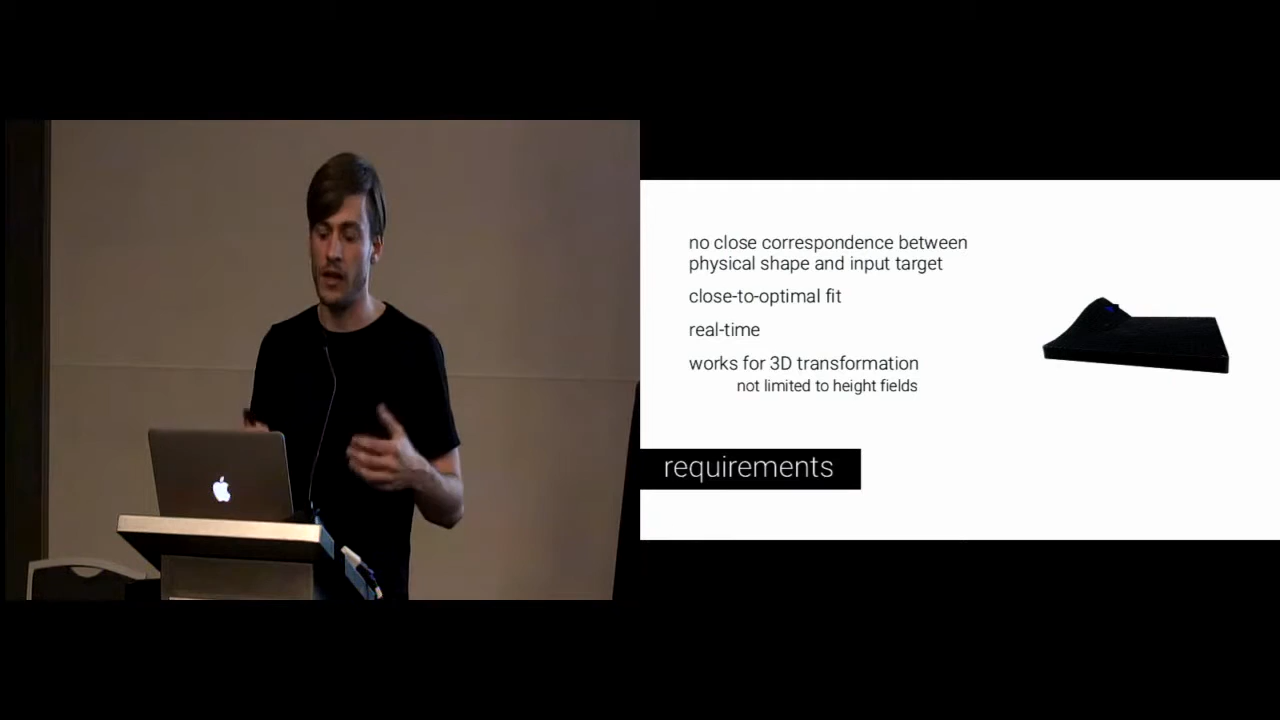 no close correspondence between
physical shape and input target
close-to-optimal fit
real-time
works for 3D transformation
not limited to height fields
requirements